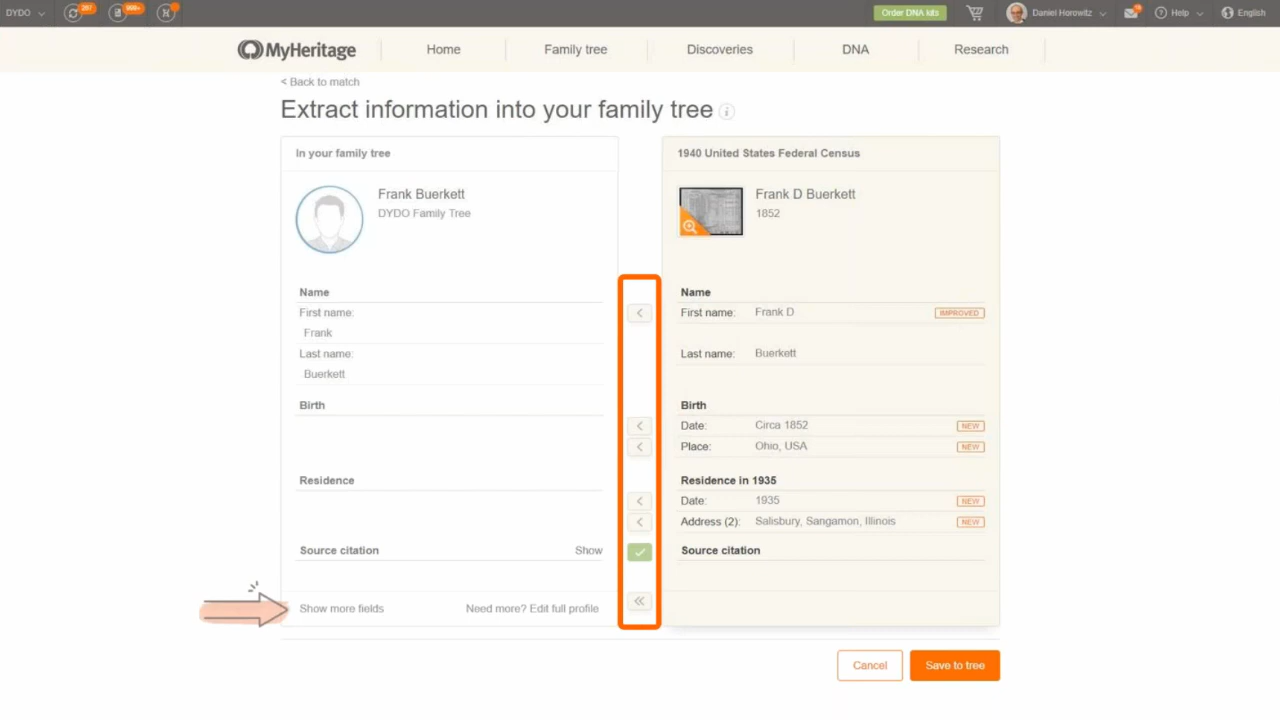 DYDO
267
999+
Order DNA kits
Daniel Horowitz
Help
English
MyHeritage
Home
Family tree
Discoveries
DNA
Research
< Back to match
Extract information into your family tree
In your family tree
Frank Buerkett
DYDO Family Tree
Name
First name:
Frank
Last name:
Buerkett
Birth
Residence
Source citation Show
Show more fields Need more? Edit full profile
1940 United States Federal Census
Frank D Buerkett
1852
Name
First name: Frank D IMPROVED
Last name: Buerkett
Birth
Date: Circa 1852 NEW
Place: Ohio, USA NEW
Residence in 1935
Date: 1935 NEW
Address (2): Salisbury, Sangamon, Illinois NEW
Source citation
Cancel
Save to tree